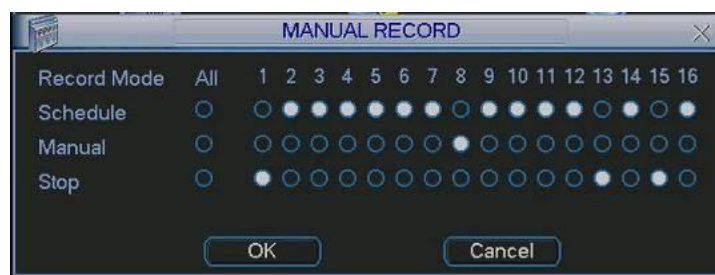 MANUAL RECORD
Record Mode All 1 2 3 4 5 6 7 8 9 10 11 12 13 14 15 16
Schedule
Manual
Stop
OK Cancel